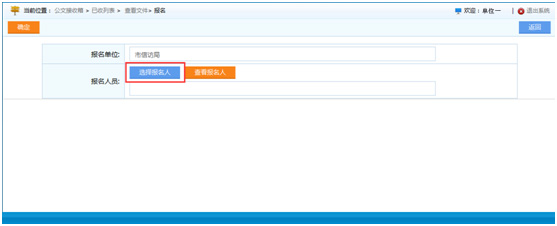 当前位置：公文接收箱 » 已改列表 » 查看文件» 报名 欢迎：单位一 | 退出系统
确定 返回
报名单位: 市信访局
选择报名人 查看报名人
报名人员: